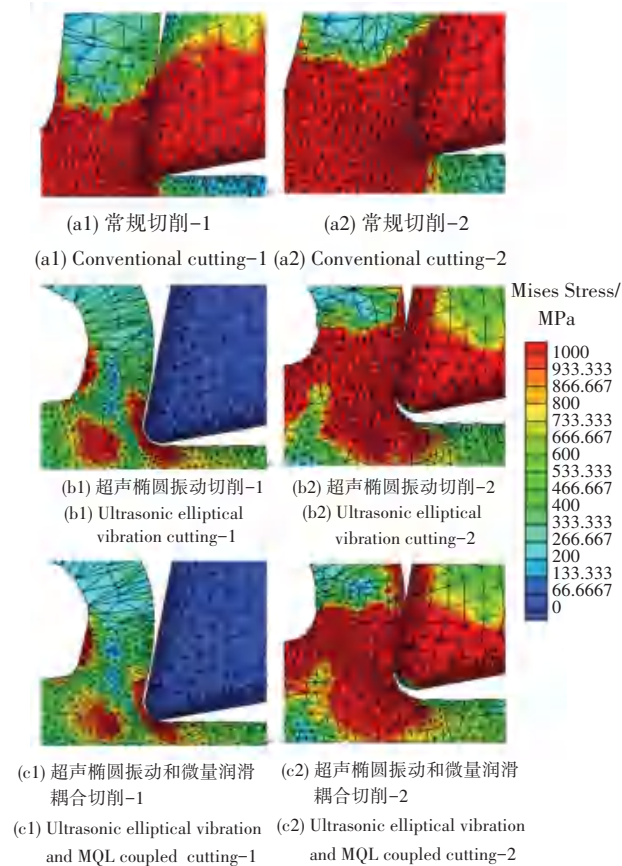 (a1) 常规切削-1
(a2) 常规切削-2
(a1) Conventional cutting-1
(a2) Conventional cutting-2
Mises Stress/
MPa
1000
933.333
866.667
800
733.333
666.667
600
533.333
466.667
400
333.333
266.667
200
133.333
66.6667
0
(b1) 超声椭圆振动切削-1
(b1) Ultrasonic elliptical
vibration cutting-1
(b2) 超声椭圆振动切削-2
(b2) Ultrasonic elliptical
vibration cutting-2
(c1) 超声椭圆振动和微量润滑
耦合切削-1
(c1) Ultrasonic elliptical vibration
and MQL coupled cutting-1
(c2) 超声椭圆振动和微量润滑
耦合切削-2
(c2) Ultrasonic elliptical vibration
and MQL coupled cutting-2